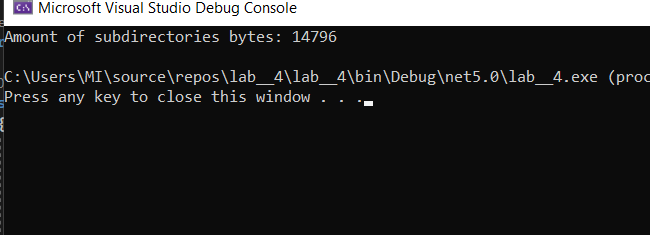 Microsoft Visual Studio Debug Console
Amount of subdirectories bytes: 14796
C:\Users\MI\source\repos\lab__4\lab__4\bin\Debug\net5.0\lab__4.exe (proc
Press any key to close this window . . .